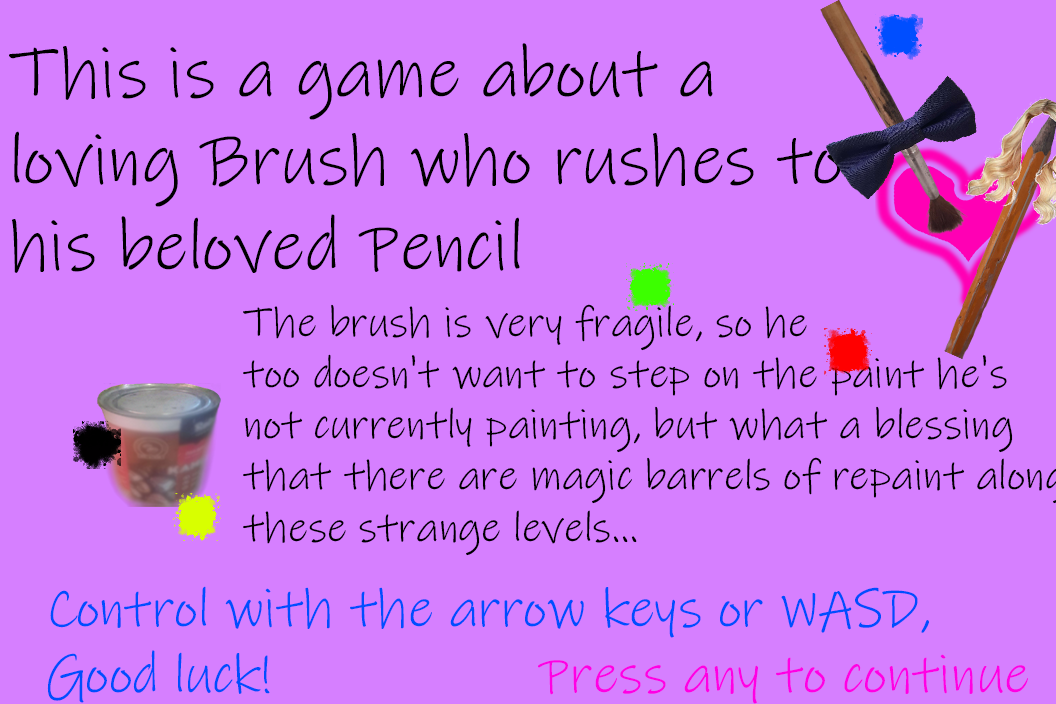 This is a game about a
loving Brush who rushes to
his beloved Pencil
The brush is very fragile, so he
too doesn't want to step on the paint he's
not currently painting, but what a blessing
that there are magic barrels of repaint along
these strange levels...
Control with the arrow keys or WASD,
Good luck!
Press any to continue